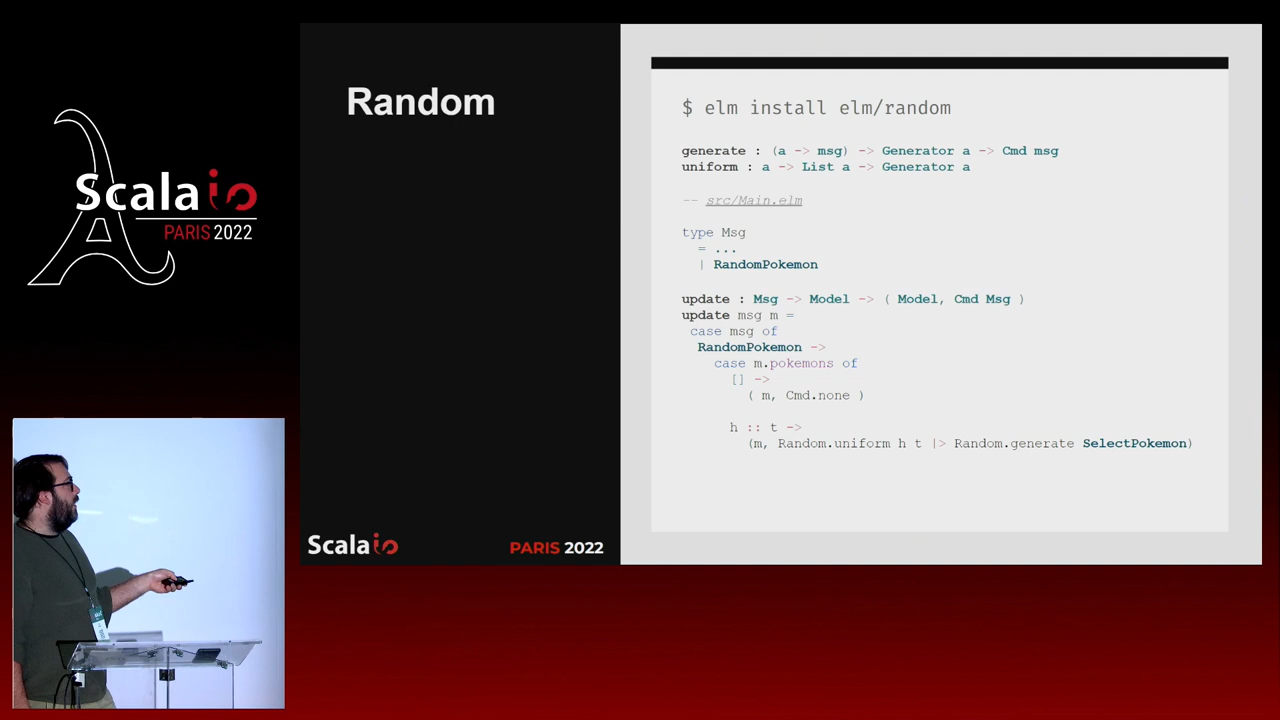 Scala io
PARIS 2022
Random
$ elm install elm/random
generate : (a -> msg) -> Generator a -> Cmd msg
uniform : a -> List a -> Generator a
-- src/Main.elm
type Msg
= ...
| RandomPokemon
update : Msg -> Model -> ( Model, Cmd Msg )
update msg m =
case msg of
RandomPokemon ->
case m.pokemons of
[] ->
( m, Cmd.none )
h :: t ->
(m, Random.uniform h t |> Random.generate SelectPokemon)
Scala io
PARIS 2022